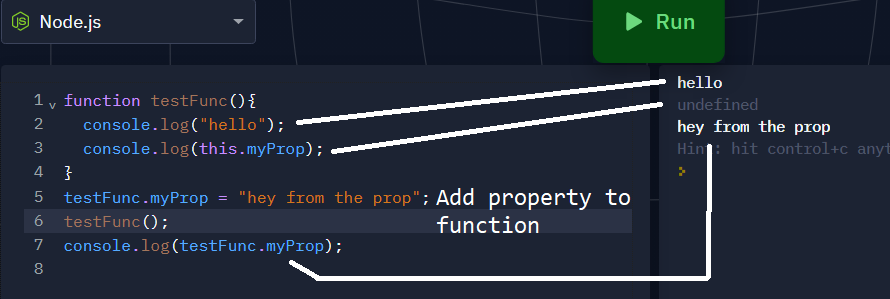 JS
Node.js
Run
1 function testFunc(){
2 console.log("hello");
3 console.log(this.myProp);
4 }
5 testFunc.myProp = "hey from the prop";
6 testFunc();
7 console.log(testFunc.myProp);
8
Add property to
function
hello
undefined
hey from the prop
Hint: hit control+c anyt
>